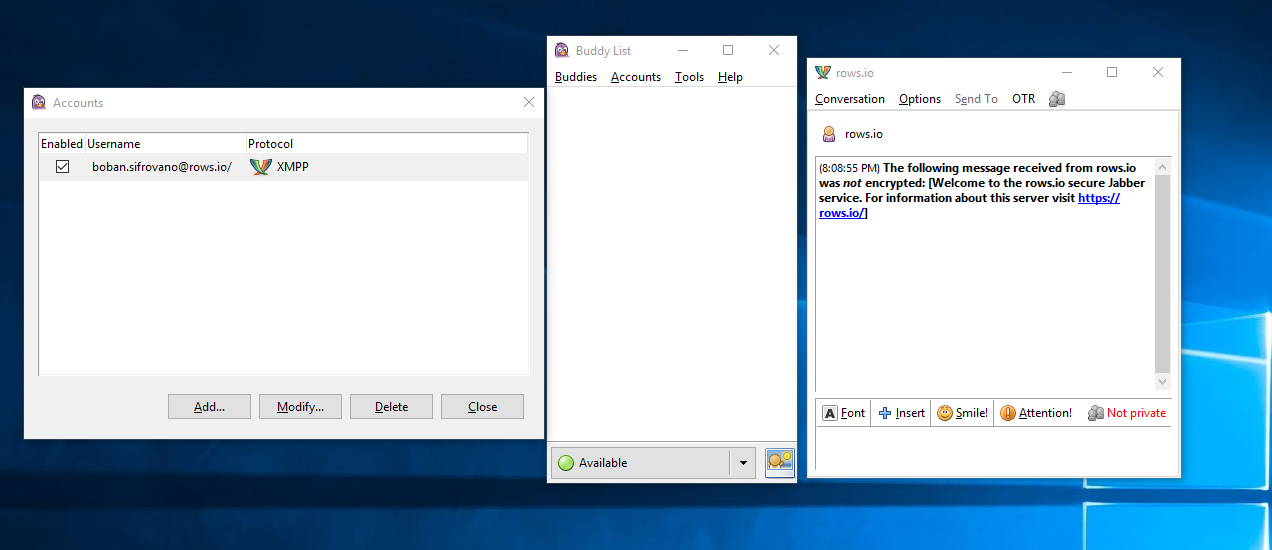 Accounts
Enabled Username Protocol
boban.sifrovano@rows.io/ XMPP
Add... Modify... Delete Close
Buddy List
Buddies Accounts Tools Help
Available
rows.io
Conversation Options Send To OTR
rows.io
(8:08:55 PM) The following message received from rows.io
was not encrypted: [Welcome to the rows.io secure Jabber
service. For information about this server visit https://
rows.io/]
A Font Insert Smile! Attention! Not private